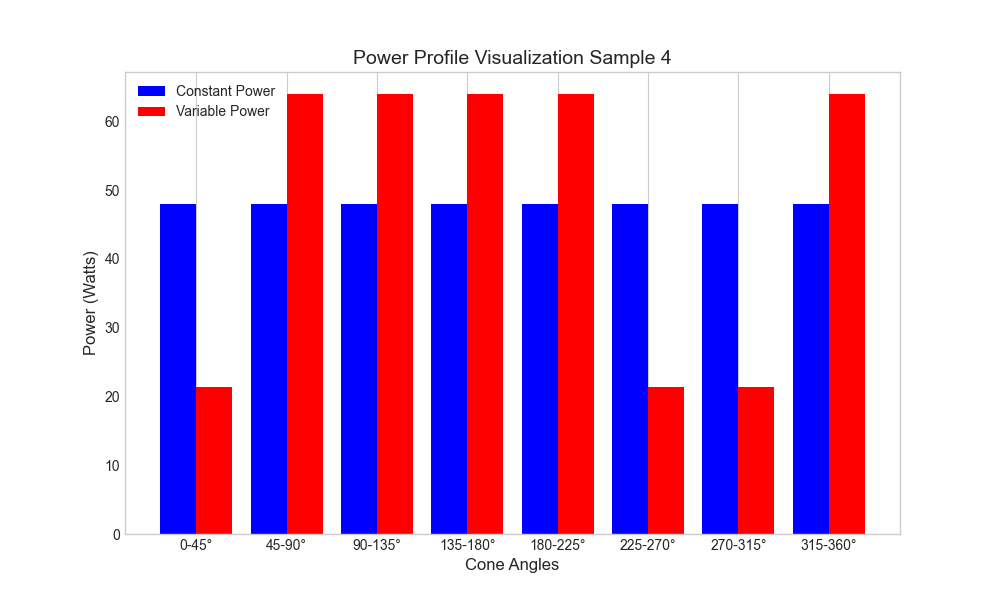 Power Profile Visualization Sample 4
Constant Power
Variable Power
Power (Watts)
60
50
40
30
20
10
0
0-45° 45-90° 90-135° 135-180° 180-225° 225-270° 270-315° 315-360°
Cone Angles